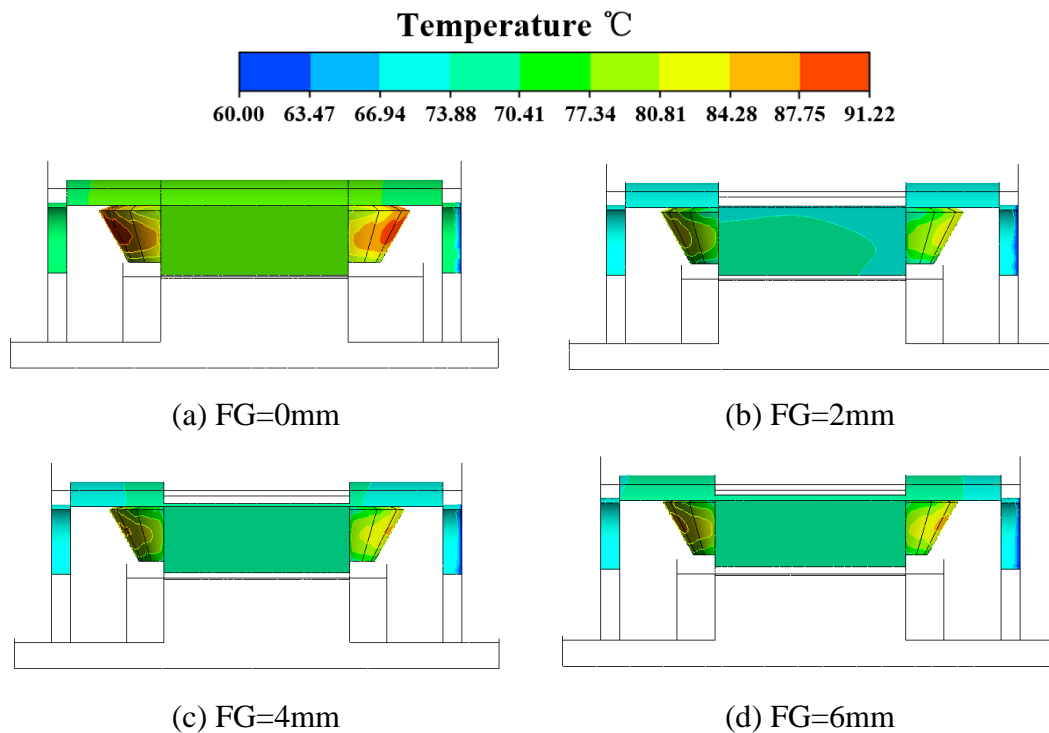 Temperature ℃
60.00 63.47 66.94 73.88 70.41 77.34 80.81 84.28 87.75 91.22
(a) FG=0mm
(b) FG=2mm
(c) FG=4mm
(d) FG=6mm